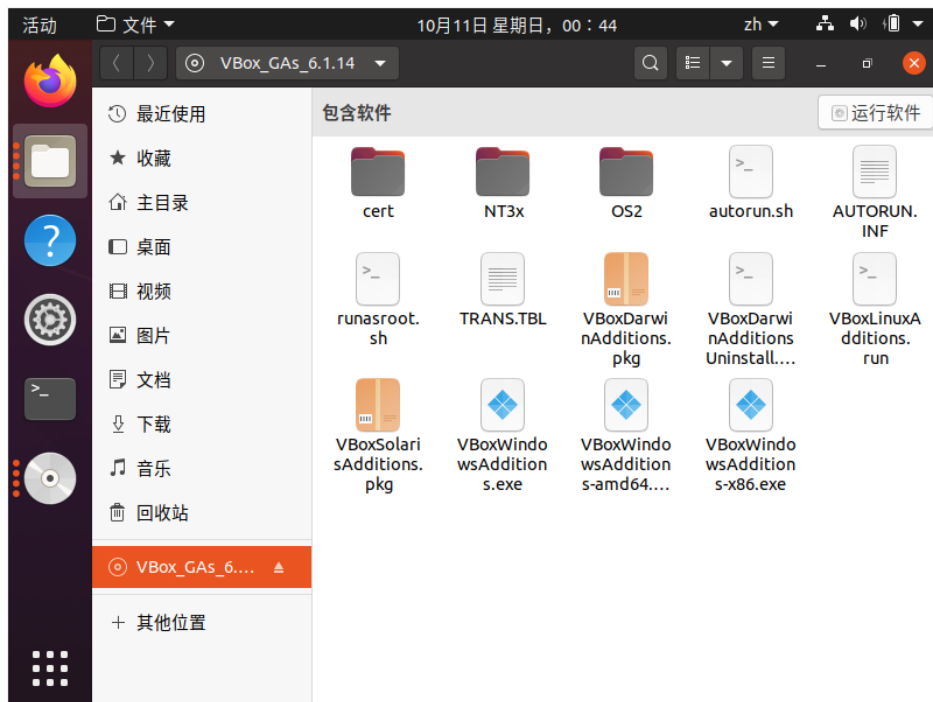 活动 文件 10月11日 星期日，00：44 zh
VBox_GAs_6.1.14
最近使用
收藏
主目录
桌面
视频
图片
文档
下载
音乐
回收站
VBox_GAs_6....
其他位置
包含软件 运行软件
cert
NT3x
OS2
autorun.sh
AUTORUN.
INF
runasroot.
sh
TRANS.TBL
VBoxDarwi
nAdditions.
pkg
VBoxDarwi
nAdditions
Uninstall....
VBoxLinuxA
dditions.
run
VBoxSolari
sAdditions.
pkg
VBoxWindo
wsAddition
s.exe
VBoxWindo
wsAddition
s-amd64....
VBoxWindo
wsAddition
s-x86.exe